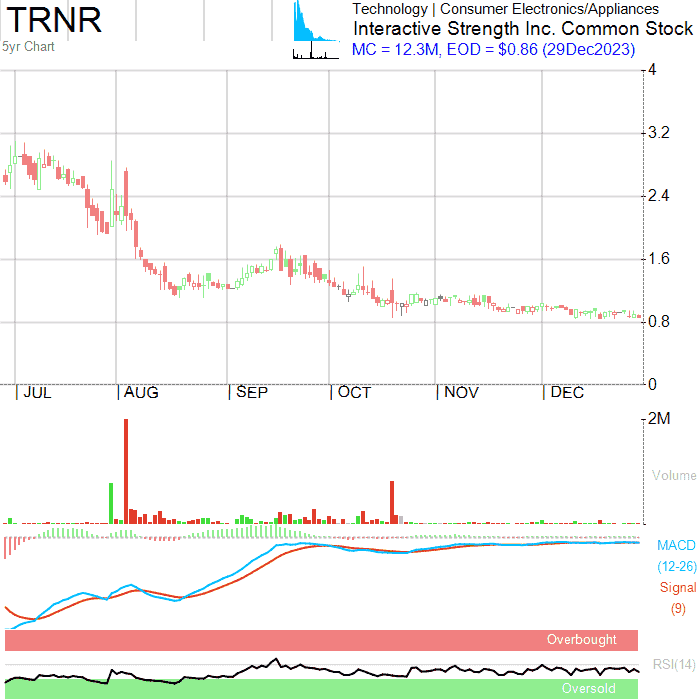 TRNR
5yr Chart
Technology | Consumer Electronics/Appliances
Interactive Strength Inc. Common Stock
MC = 12.3M, EOD = $0.86 (29Dec2023)
4
3.2
2.4
1.6
0.8
0
| JUL | AUG | SEP | OCT | NOV | DEC
2M
Volume
MACD
(12-26)
Signal
(9)
Overbought
RSI(14)
Oversold